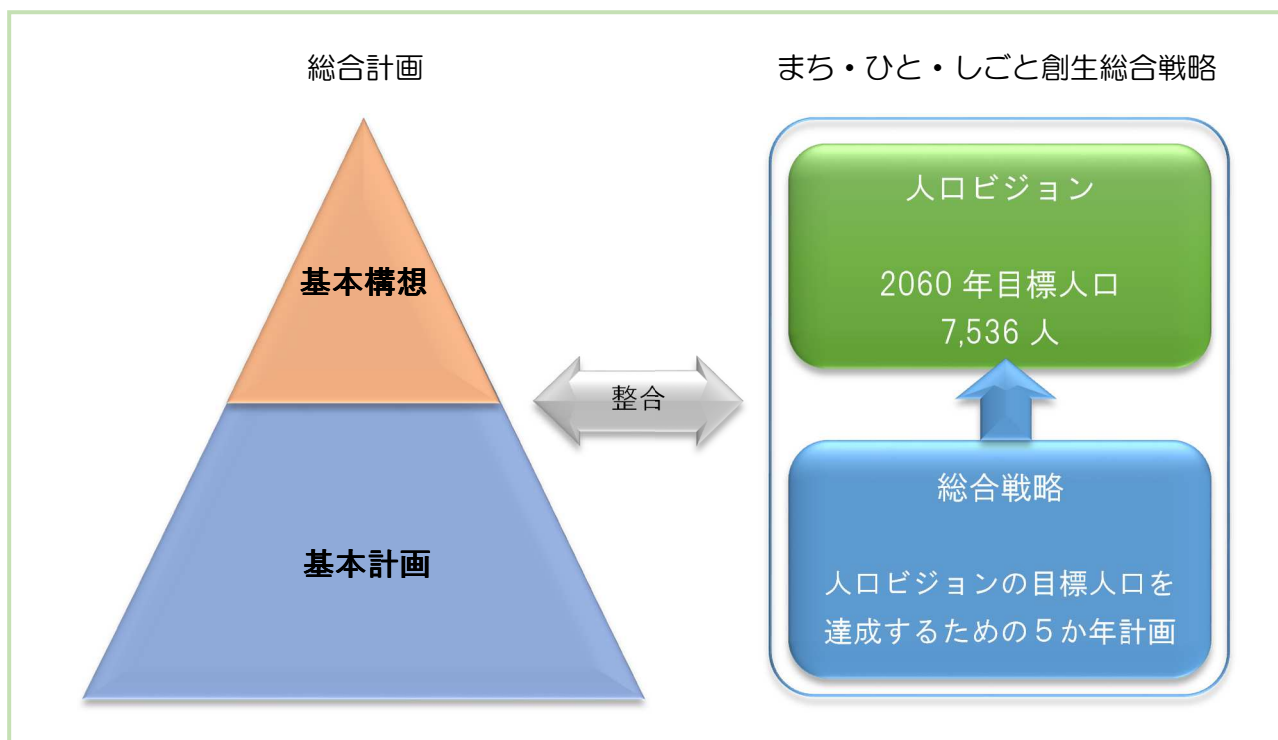 総合計画
基本構想
基本計画
整合
まち・ひと・しごと創生総合戦略
人口ビジョン
2060 年目標人口
7,536 人
総合戦略
人口ビジョンの目標人口を
達成するための５か年計画